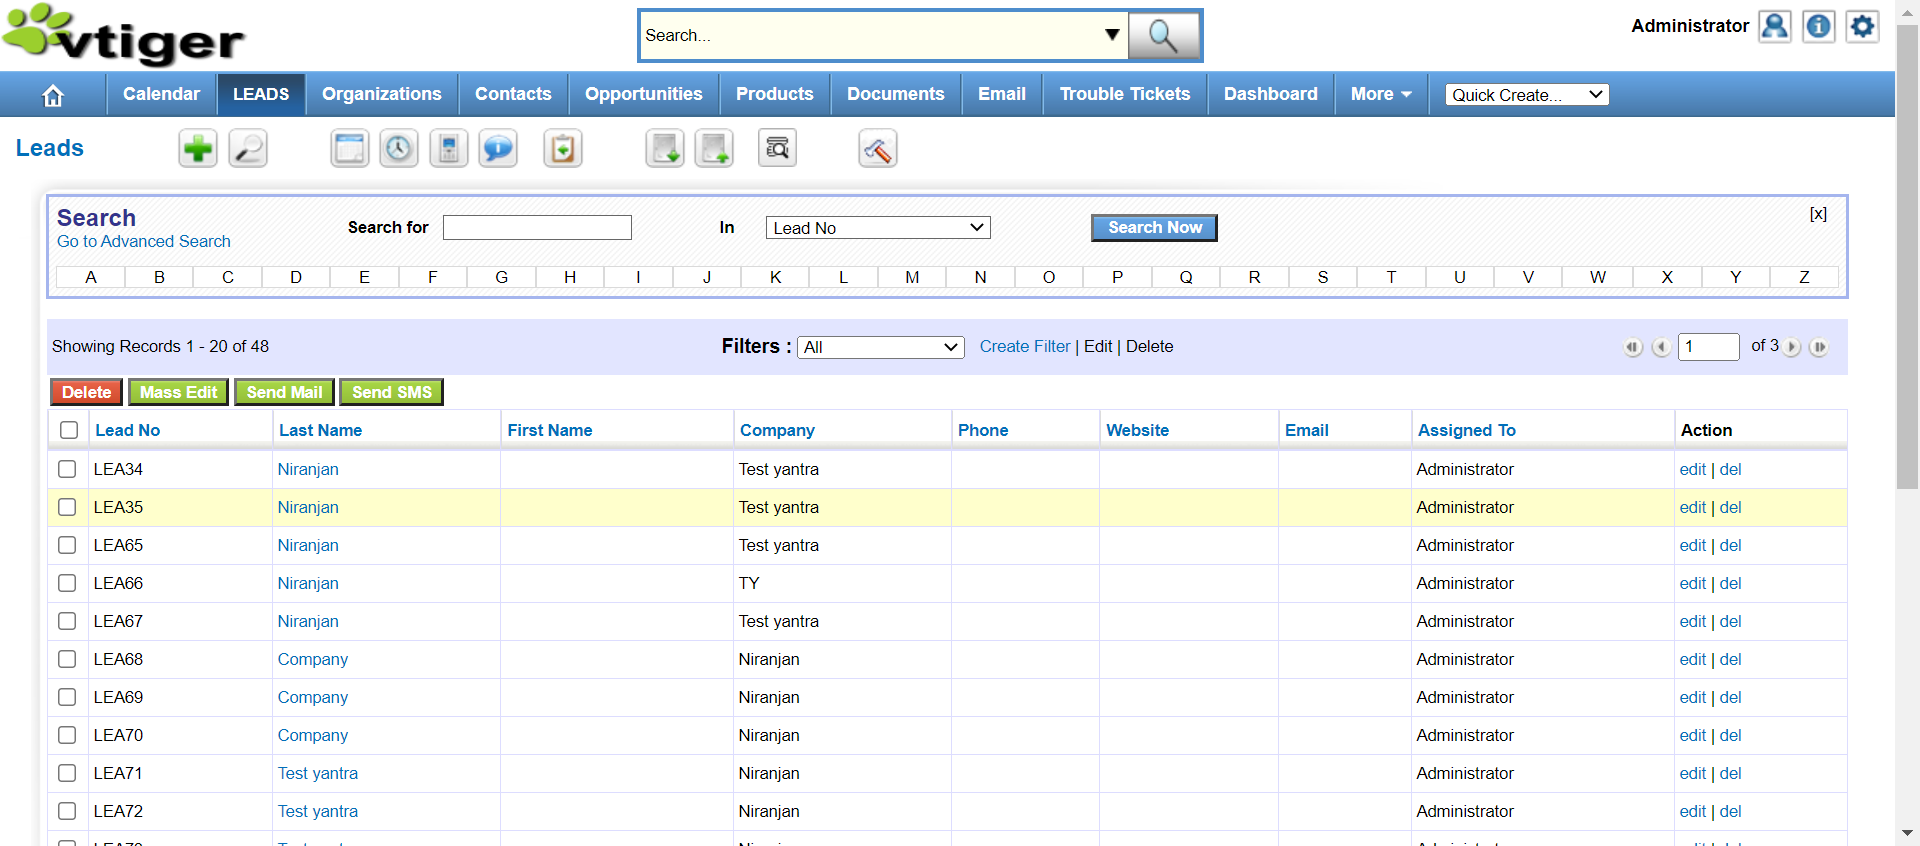 vtiger
Search...
Administrator
Calendar LEADS Organizations Contacts Opportunities Products Documents Email Trouble Tickets Dashboard More Quick Create...
Leads
Search
Go to Advanced Search
Search for In Lead No Search Now [x]
A B C D E F G H I J K L M N O P Q R S T U V W X Y Z
Showing Records 1 - 20 of 48 Filters : All Create Filter | Edit | Delete 1 of 3
Delete Mass Edit Send Mail Send SMS
Lead No Last Name First Name Company Phone Website Email Assigned To Action
LEA34 Niranjan Test yantra Administrator edit | del
LEA35 Niranjan Test yantra Administrator edit | del
LEA65 Niranjan Test yantra Administrator edit | del
LEA66 Niranjan TY Administrator edit | del
LEA67 Niranjan Test yantra Administrator edit | del
LEA68 Company Niranjan Administrator edit | del
LEA69 Company Niranjan Administrator edit | del
LEA70 Company Niranjan Administrator edit | del
LEA71 Test yantra Niranjan Administrator edit | del
LEA72 Test yantra Niranjan Administrator edit | del